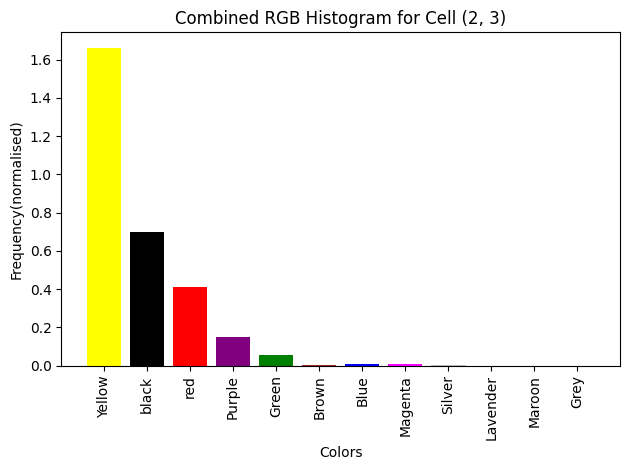 Combined RGB Histogram for Cell (2, 3)
Frequency(normalised)
1.6
1.4
1.2
1.0
0.8
0.6
0.4
0.2
0.0
Yellow
black
red
Purple
Green
Brown
Blue
Magenta
Silver
Lavender
Maroon
Grey
Colors